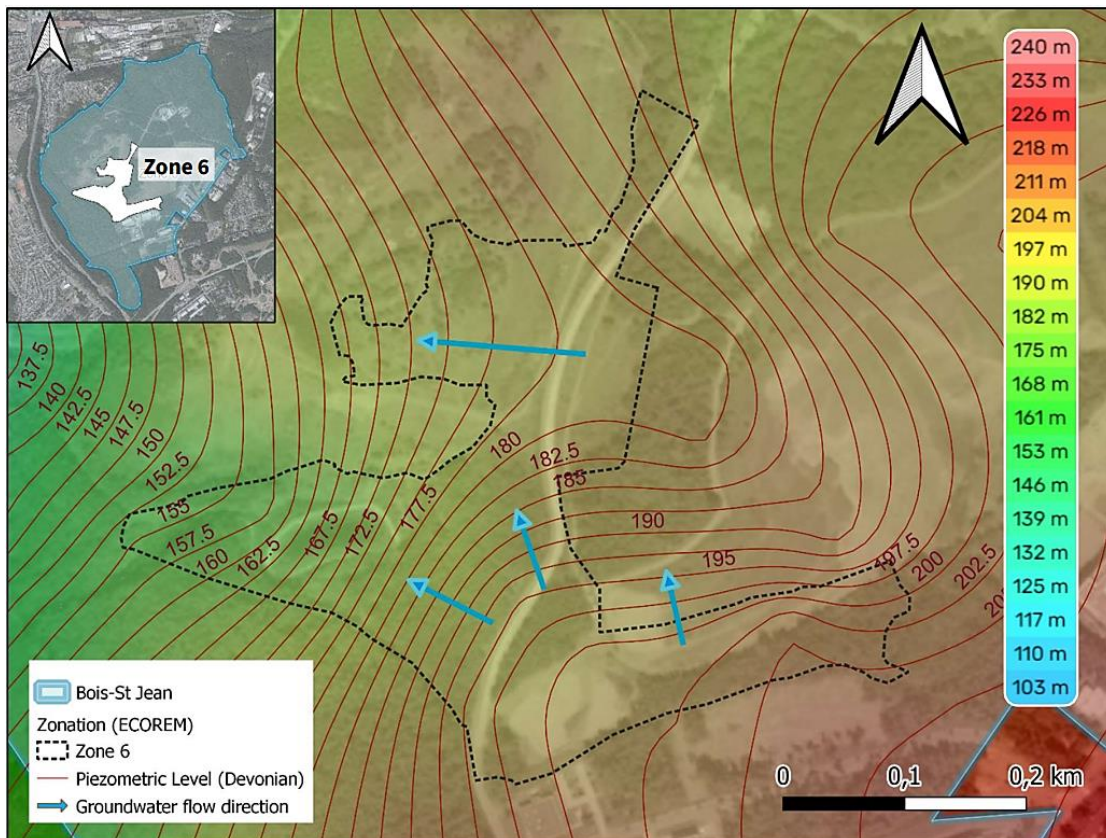 Zone 6
240 m
233 m
226 m
218 m
211 m
204 m
197 m
190 m
182 m
175 m
168 m
161 m
153 m
146 m
139 m
132 m
125 m
117 m
110 m
103 m
137.5
140
142.5
145
147.5
150
152.5
155
157.5
160
162.5
167.5
172.5
177.5
180
182.5
185
190
195
197.5
200
202.5
Bois-St Jean
Zonation (ECOREM)
Zone 6
Piezometric Level (Devonian)
Groundwater flow direction
0 0,1 0,2 km